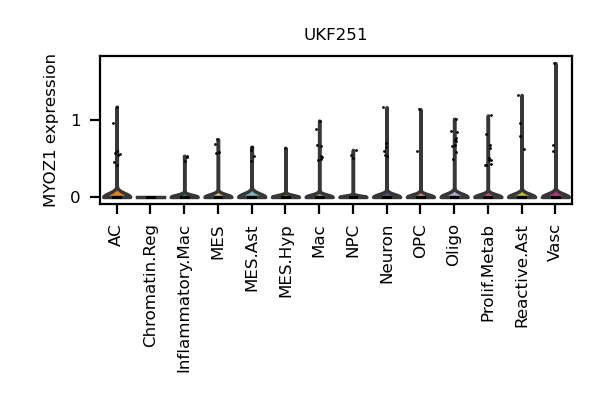 UKF251
MYOZ1 expression
1
0
AC
Chromatin.Reg
Inflammatory.Mac
MES
MES.Ast
MES.Hyp
Mac
NPC
Neuron
OPC
Oligo
Prolif.Metab
Reactive.Ast
Vasc